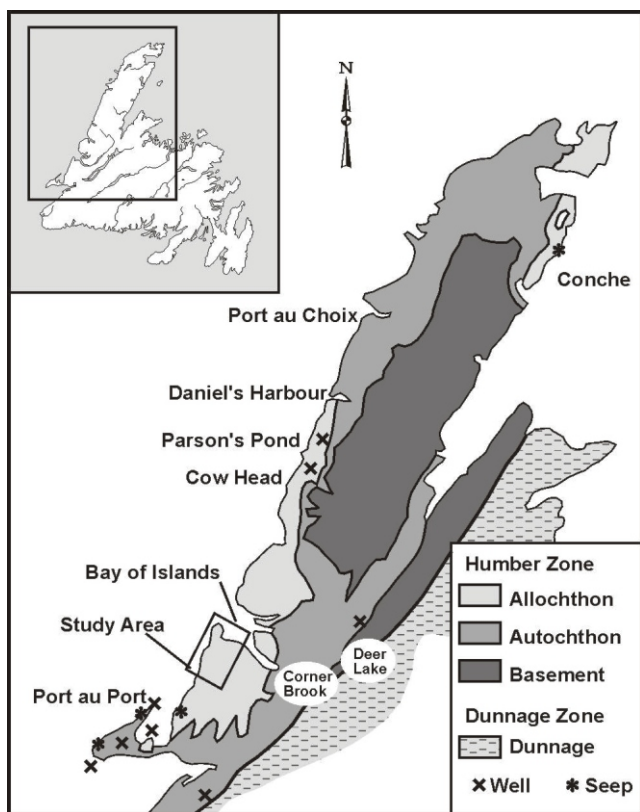 N
Conche
Port au Choix
Daniel's Harbour
Parson's Pond
Cow Head
Bay of Islands
Study Area
Port au Port
Corner
Brook
Deer
Lake
Humber Zone
Allochthon
Autochthon
Basement
Dunnage Zone
Dunnage
Well
Seep